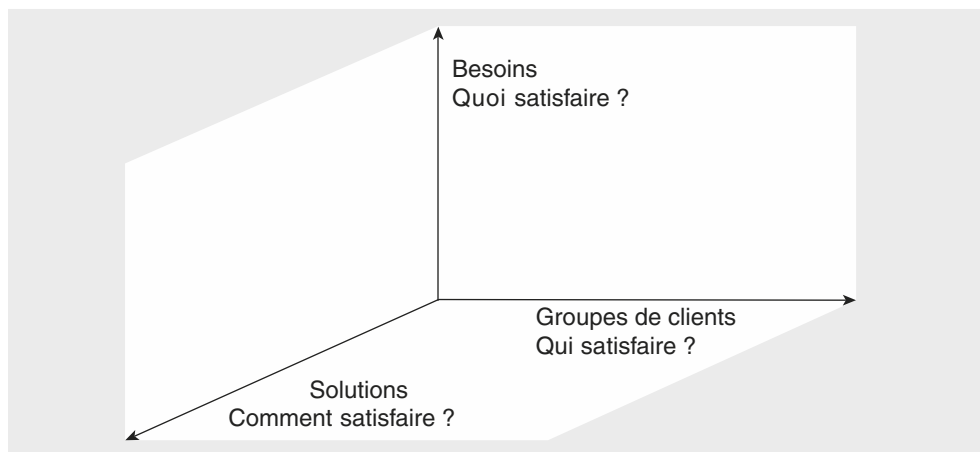 Besoins
Quoi satisfaire ?
Groupes de clients
Qui satisfaire ?
Solutions
Comment satisfaire ?